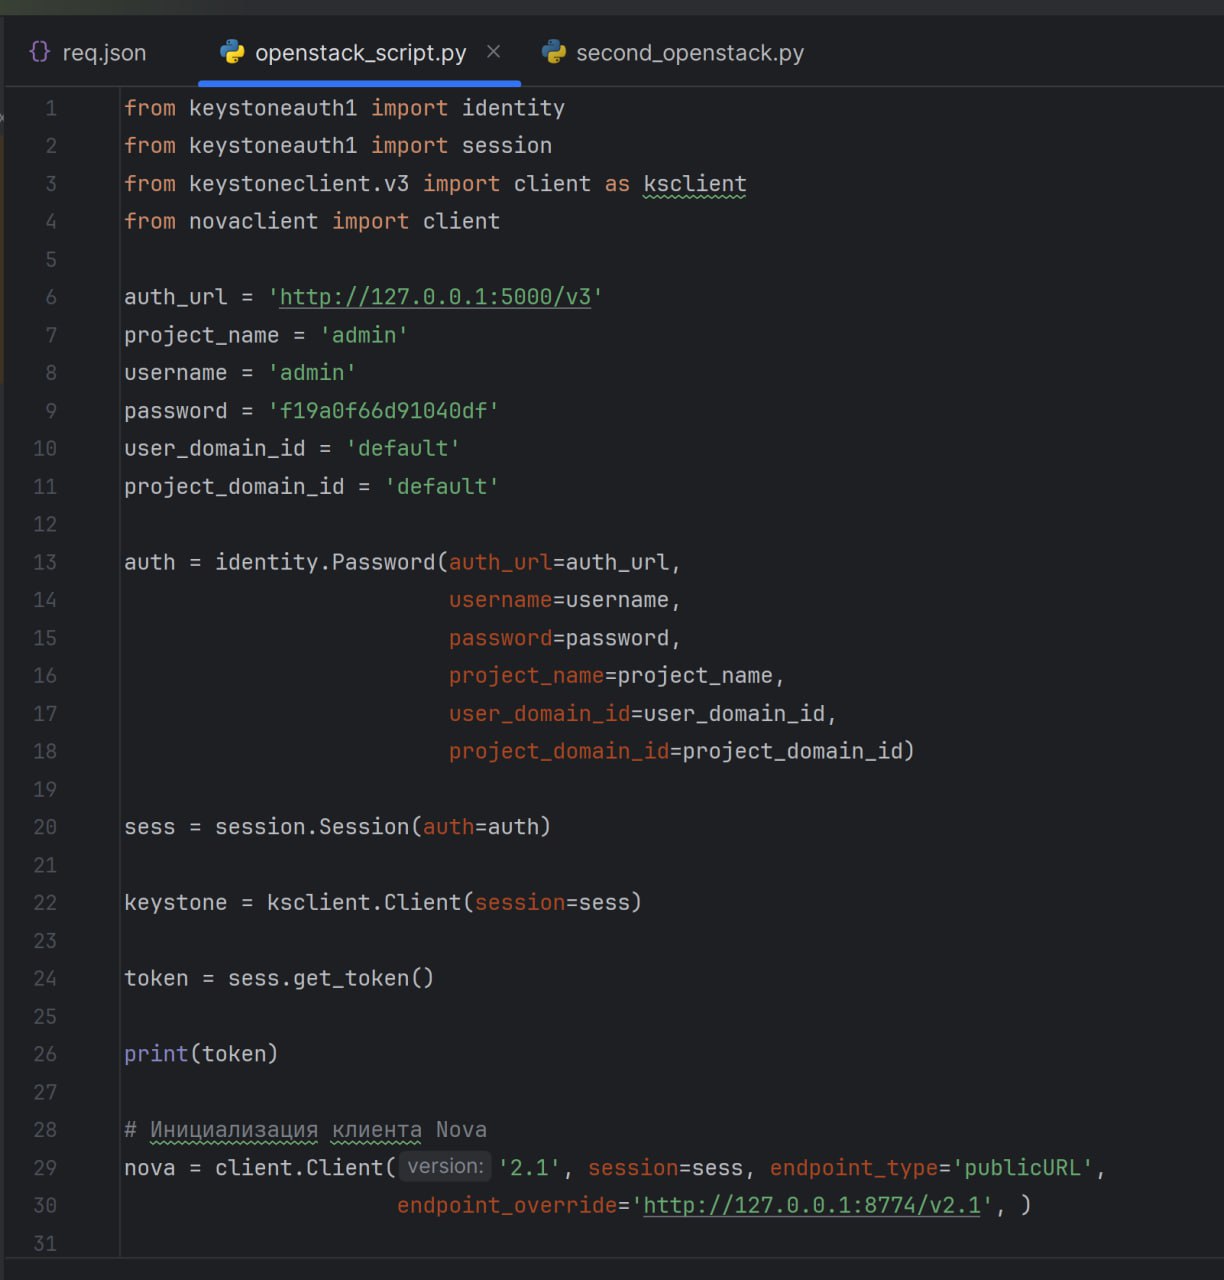 req.json openstack_script.py second_openstack.py
1 from keystoneauth1 import identity
2 from keystoneauth1 import session
3 from keystoneclient.v3 import client as ksclient
4 from novaclient import client
5
6 auth_url = 'http://127.0.0.1:5000/v3'
7 project_name = 'admin'
8 username = 'admin'
9 password = 'f19a0f66d91040df'
10 user_domain_id = 'default'
11 project_domain_id = 'default'
12
13 auth = identity.Password(auth_url=auth_url,
14 username=username,
15 password=password,
16 project_name=project_name,
17 user_domain_id=user_domain_id,
18 project_domain_id=project_domain_id)
19
20 sess = session.Session(auth=auth)
21
22 keystone = ksclient.Client(session=sess)
23
24 token = sess.get_token()
25
26 print(token)
27
28 # Инициализация клиента Nova
29 nova = client.Client( version: '2.1', session=sess, endpoint_type='publicURL',
30 endpoint_override='http://127.0.0.1:8774/v2.1', )
31